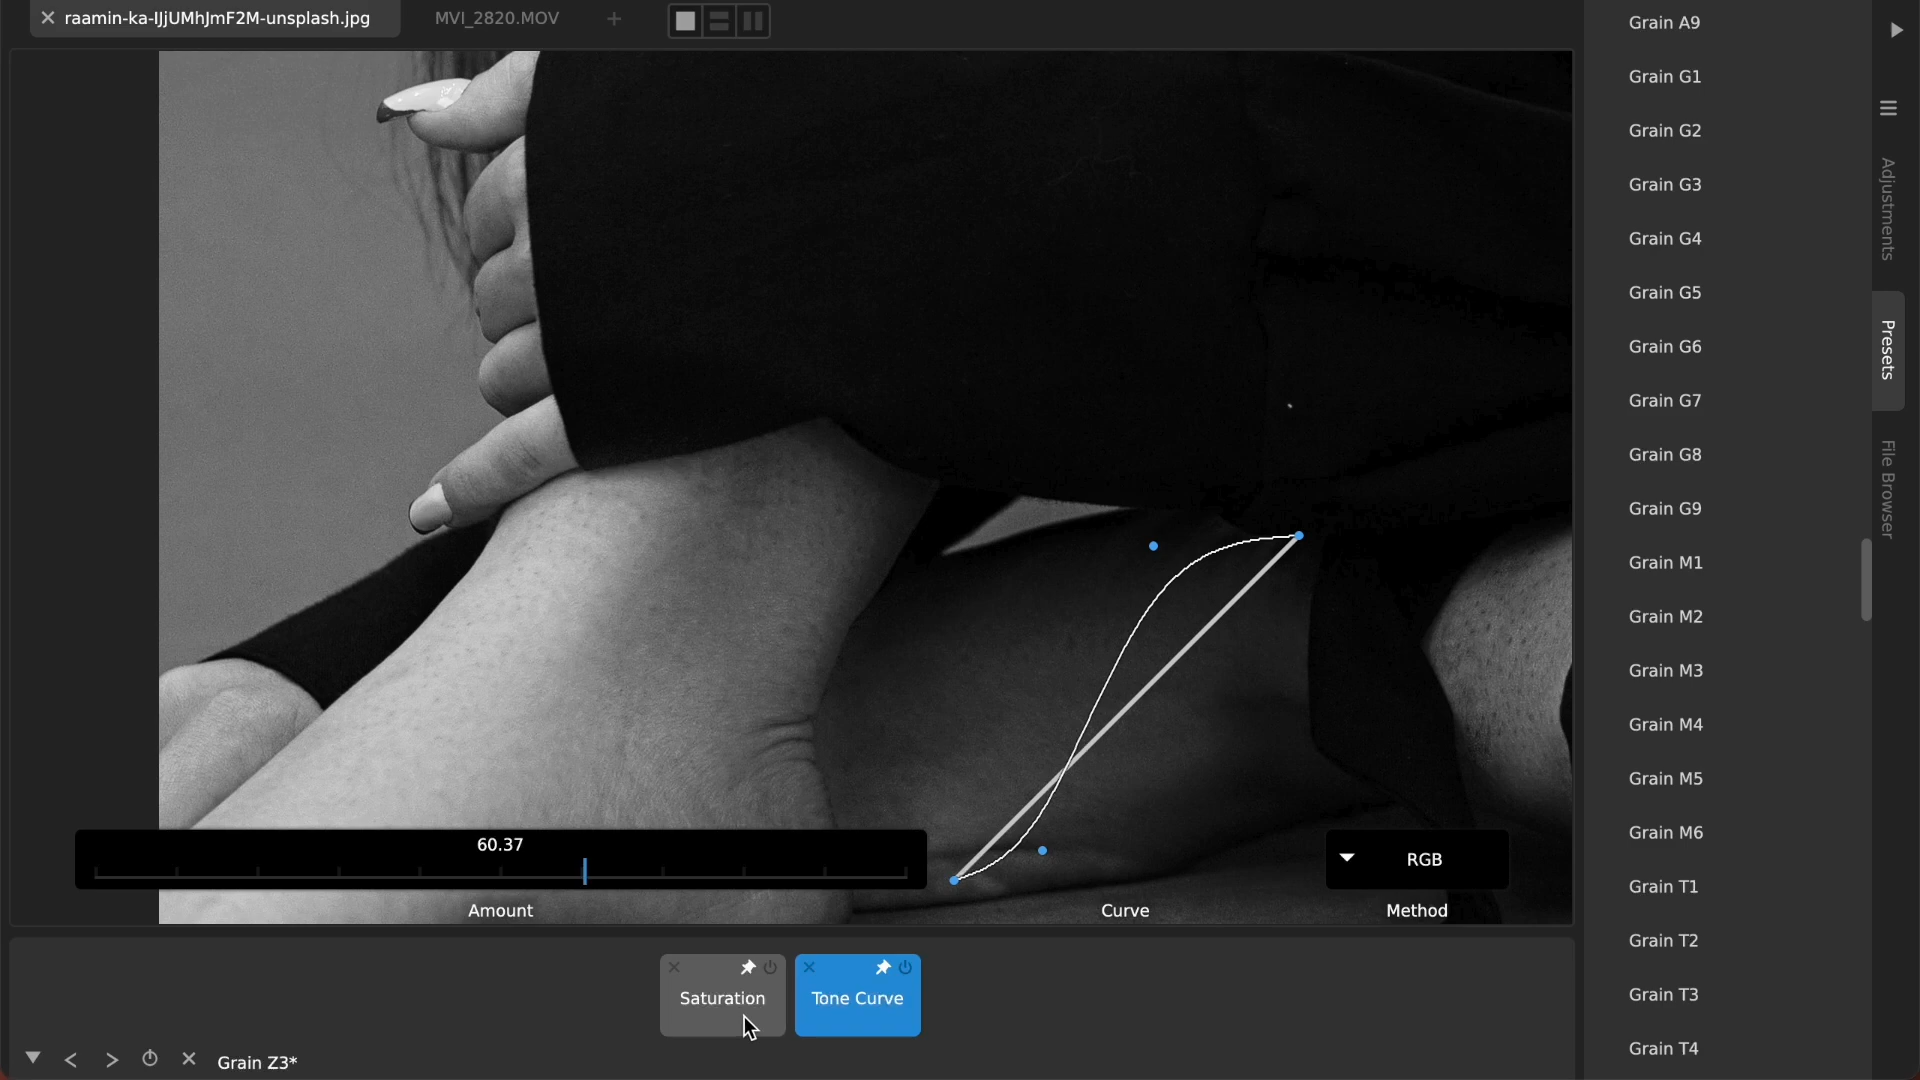 raamin-ka-IJjUMhJmF2M-unsplash.jpg
MVI_2820.MOV
60.37
Amount
Curve
RGB
Method
Saturation
Tone Curve
Grain Z3*
Grain A9
Grain G1
Grain G2
Grain G3
Grain G4
Grain G5
Grain G6
Grain G7
Grain G8
Grain G9
Grain M1
Grain M2
Grain M3
Grain M4
Grain M5
Grain M6
Grain T1
Grain T2
Grain T3
Grain T4
Adjustments
Presets
File Browser